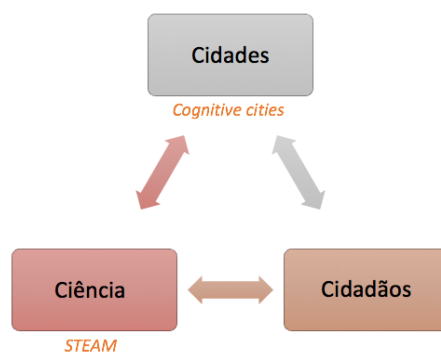 Cidades
Cognitive cities
Ciência
Cidadãos
STEAM